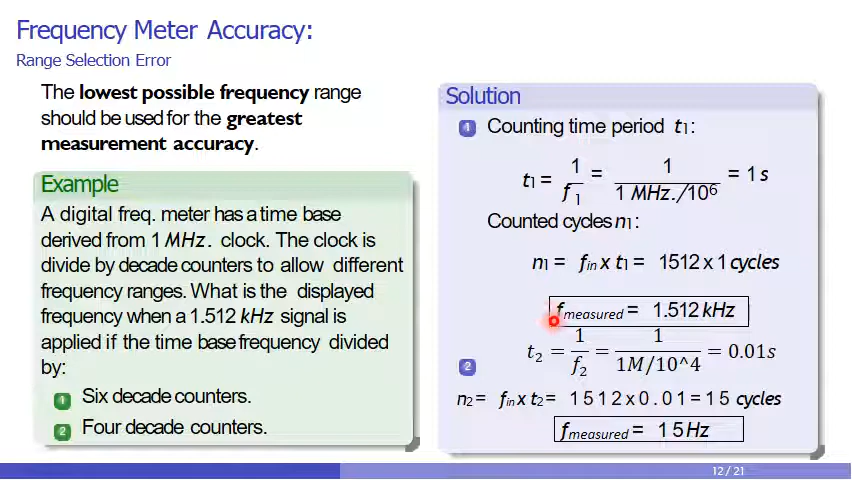 Frequency Meter Accuracy:
Range Selection Error
The lowest possible frequency range
should be used for the greatest
measurement accuracy.
Example
A digital freq. meter has a time base
derived from 1 MHz. clock. The clock is
divide by decade counters to allow different
frequency ranges. What is the displayed
frequency when a 1.512 kHz signal is
applied if the time base frequency divided
by:
1 Six decade counters.
2 Four decade counters.
Solution
1 Counting time period t1:
t1 = 1/f1 = 1/(1 MHz./10^6) = 1 s
Counted cycles n1:
n1 = fin x t1 = 1512 x 1 cycles
fmeasured = 1.512 kHz
2 t2 = 1/f2 = 1/(1M/10^4) = 0.01s
n2 = fin x t2 = 1512x0.01=15 cycles
fmeasured = 15Hz
12 / 21